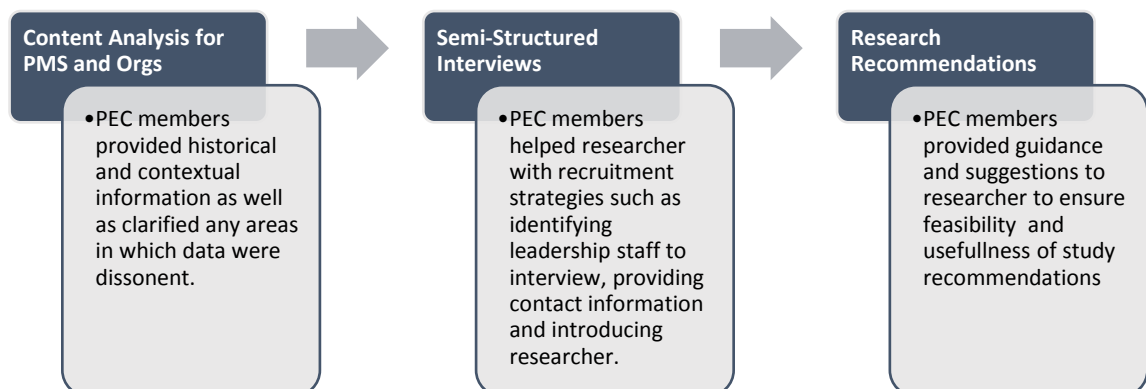 Content Analysis for
PMS and Orgs
•PEC members
provided historical
and contextual
information as well
as clarified any areas
in which data were
dissonent.
Semi-Structured
Interviews
•PEC members
helped researcher
with recruitment
strategies such as
identifying
leadership staff to
interview, providing
contact information
and introducing
researcher.
Research
Recommendations
•PEC members
provided guidance
and suggestions to
researcher to ensure
feasibility and
usefullness of study
recommendations